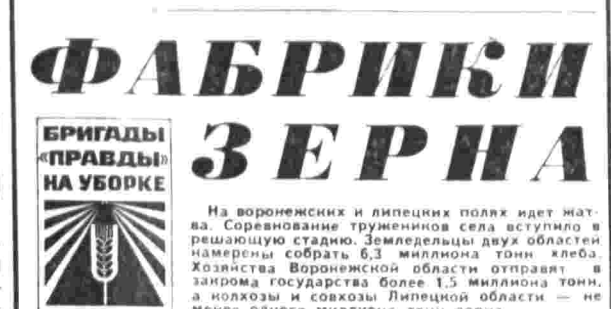 ФАБРИКИ
ЗЕРНА
БРИГАДЫ
«ПРАВДЫ»
НА УБОРКЕ
На воронежских и липецких полях идет жат-
ва. Соревнование тружеников села вступило в
решающую стадию. Земледельцы двух областей
намерены собрать 6,3 миллиона тонн хлеба.
Хозяйства Воронежской области отправят в
закрома государства более 1,5 миллиона тонн,
а колхозы и совхозы Липецкой области — не